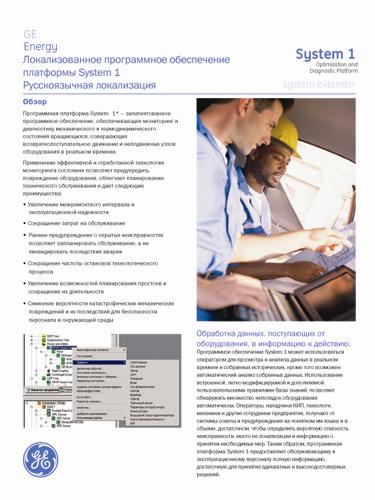 GE
Energy
Локализованное программное обеспечение
платформы System 1
Русскоязычная локализация
System 1
Optimization and
Diagnostic Platform
system extender
Обзор
Программная платформа System 1* – запатентованное
программное обеспечение, обеспечивающее мониторинг и
диагностику механического и термодинамического
состояния вращающихся, совершающих
возвратнопоступательное движение и неподвижных узлов
оборудования в реальном времени.
Применение эффективной и отработанной технологии
мониторинга состояния позволяет предупредить
повреждение оборудования, облегчает планирование
технического обслуживания и дает следующие
преимущества:
• Увеличение межремонтного интервала и
эксплуатационной надежности
• Сокращение затрат на обслуживание
• Раннее предупреждение о скрытых неисправностях
позволяет запланировать обслуживание, а не
ликвидировать последствия аварии
• Сокращение частоты остановов технологического
процесса
• Увеличение возможностей планирования простоев и
сокращение их длительности
• Снижение вероятности катастрофических механических
повреждений и их последствий для безопасности
персонала и окружающей среды
Обработка данных, поступающих от
оборудования, в информацию к действию.
Программное обеспечение System 1 может использоваться
оператором для просмотра и анализа данных в реальном
времени и собранных исторических, кроме того возможен
автоматический анализ собранных данных. Использование
встроенной, легко модифицируемой и дополняемой
пользовательскими правилами базы знаний, позволяет
обнаружить множество неполадок оборудования
автоматически. Операторы, наладчики КИП, технологи,
механики и другие сотрудники предприятия, получают от
системы советы и предупреждения на понятном им языке и в
объеме, достаточном, чтобы определить вероятную опасность
неисправности, место ее локализации и информацию о
принятии необходимых мер. Таким образом, программная
платформа System 1 предоставляет обслуживающему и
эксплуатационному персоналу полную информацию,
достаточную для принятия адекватных и высокодостоверных
решений.